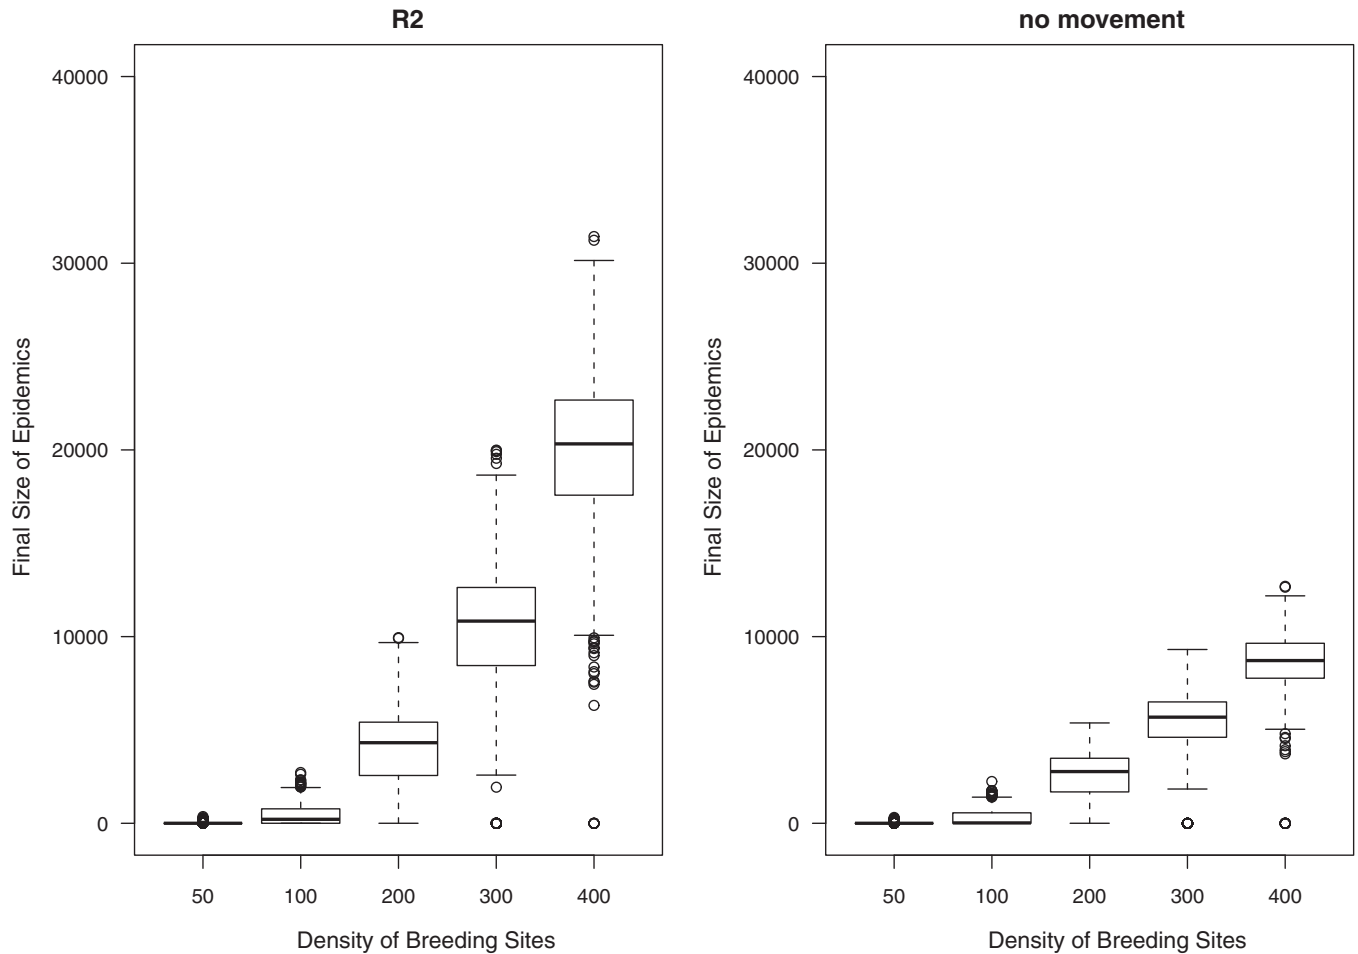 R2
Final Size of Epidemics
40000
30000
20000
10000
0
50 100 200 300 400
Density of Breeding Sites
no movement
Final Size of Epidemics
40000
30000
20000
10000
0
50 100 200 300 400
Density of Breeding Sites